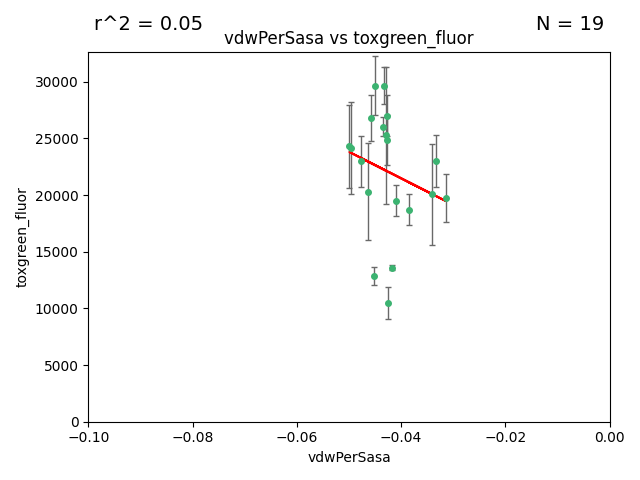 r^2 = 0.05
N = 19
vdwPerSasa vs toxgreen_fluor
30000
25000
20000
15000
10000
5000
0
toxgreen_fluor
−0.10
−0.08
−0.06
−0.04
−0.02
0.00
vdwPerSasa